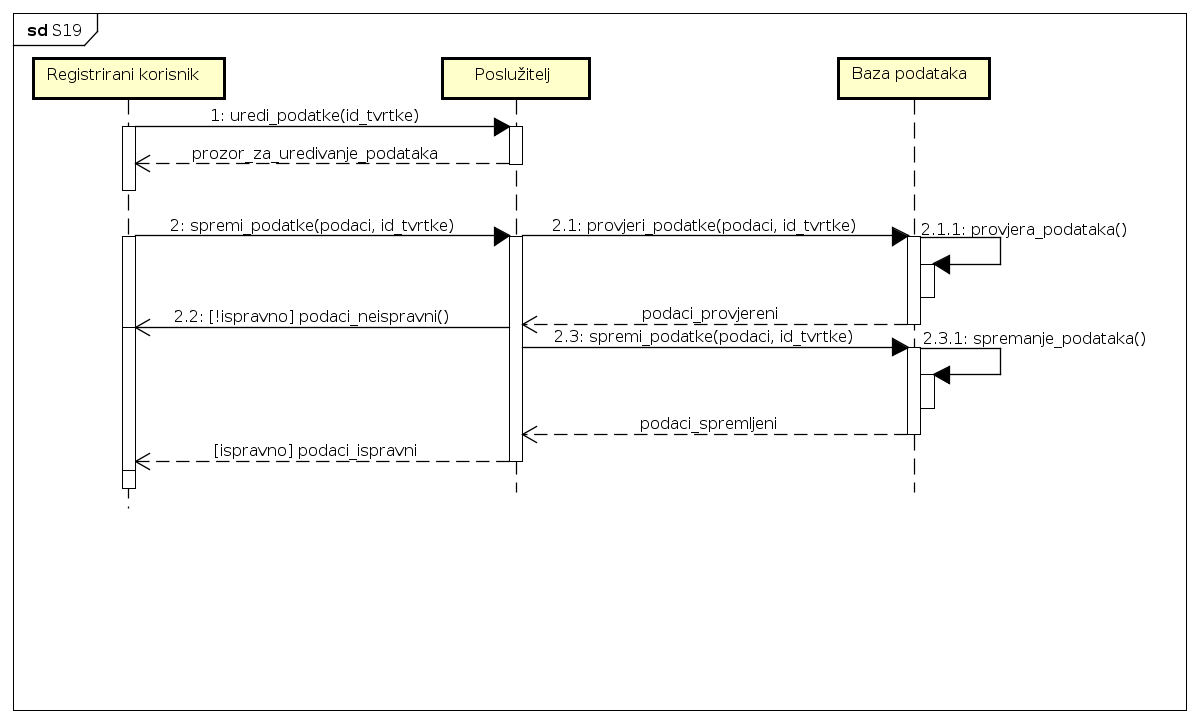 sd S19
Registrirani korisnik
Poslužitelj
Baza podataka
1: uredi_podatke(id_tvrtke)
prozor_za_uredivanje_podataka
2: spremi_podatke(podaci, id_tvrtke)
2.1: provjeri_podatke(podaci, id_tvrtke)
2.1.1: provjera_podataka()
podaci_provjereni
2.2: [!ispravno] podaci_neispravni()
2.3: spremi_podatke(podaci, id_tvrtke)
2.3.1: spremanje_podataka()
podaci_spremljeni
[ispravno] podaci_ispravni